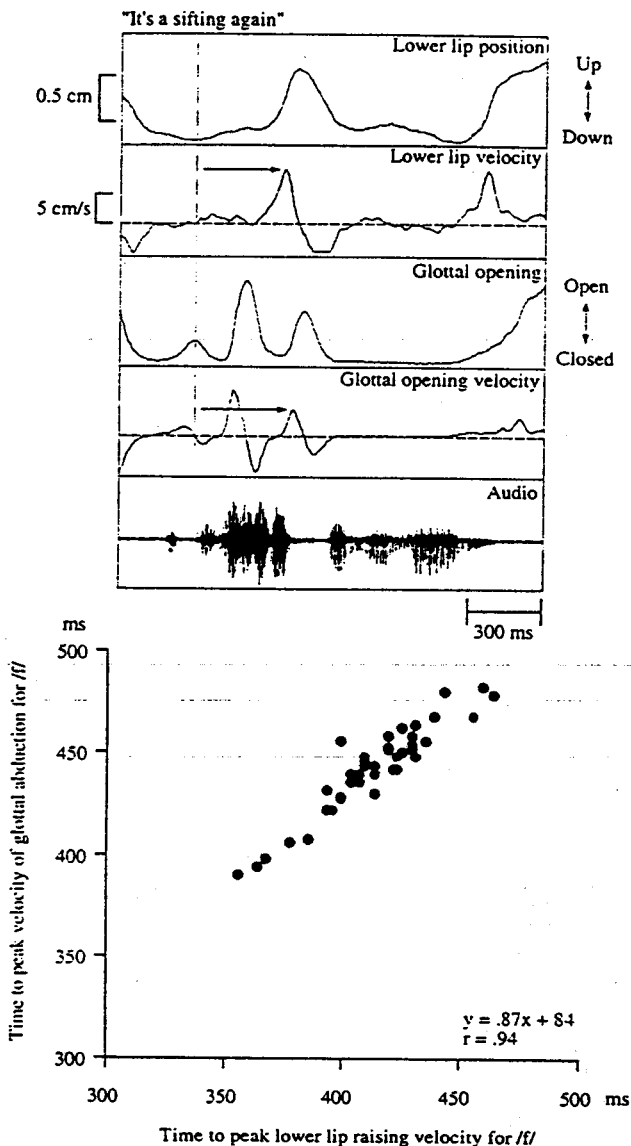 "It's a sifting again"
Lower lip position
Up
0.5 cm
Down
Lower lip velocity
5 cm/s
Glottal opening
Open
Closed
Glottal opening velocity
Audio
300 ms
ms
500
450
400
350
300
Time to peak velocity of glottal abduction for /f/
y = .87x + 84
r = .94
300 350 400 450 500 ms
Time to peak lower lip raising velocity for /f/